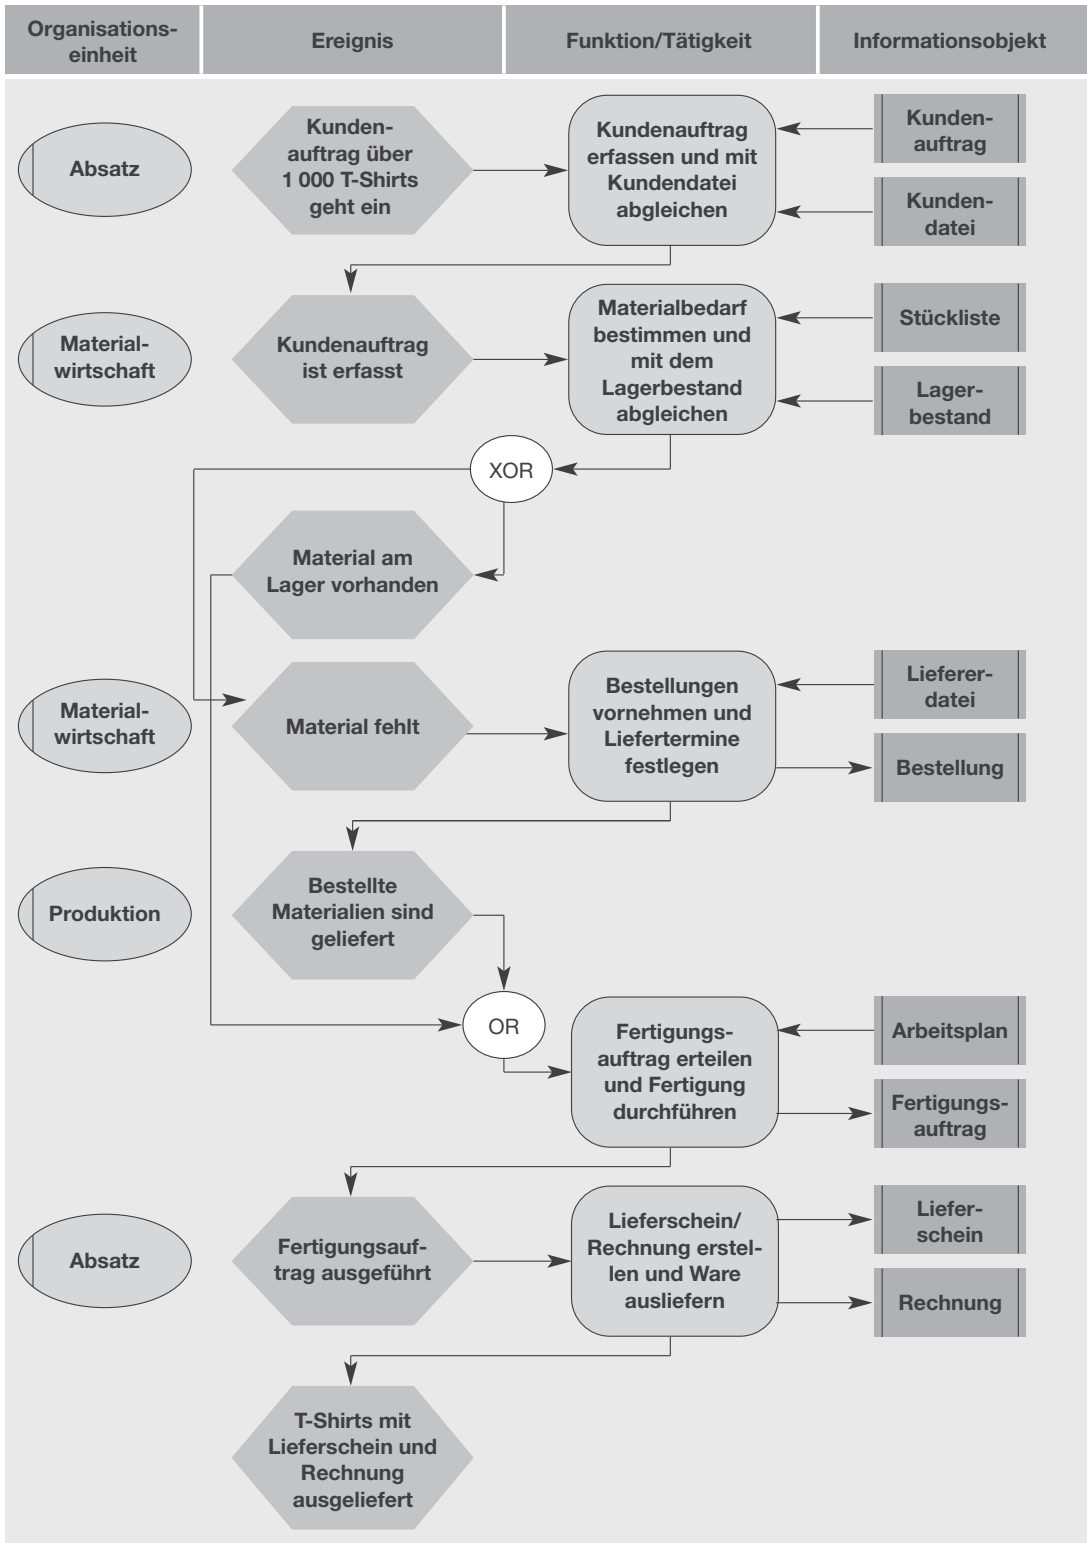 Organisations-
einheit
Ereignis
Funktion/Tätigkeit
Informationsobjekt
Absatz
Kunden-
auftrag über
1 000 T-Shirts
geht ein
Kundenauftrag
erfassen und mit
Kundendatei
abgleichen
Kunden-
auftrag
Kunden-
datei
Material-
wirtschaft
Kundenauftrag
ist erfasst
Materialbedarf
bestimmen und
mit dem
Lagerbestand
abgleichen
Stückliste
Lager-
bestand
XOR
Material am
Lager vorhanden
Material-
wirtschaft
Material fehlt
Bestellungen
vornehmen und
Liefertermine
festlegen
Lieferer-
datei
Bestellung
Produktion
Bestellte
Materialien sind
geliefert
OR
Fertigungs-
auftrag erteilen
und Fertigung
durchführen
Arbeitsplan
Fertigungs-
auftrag
Absatz
Fertigungsauf-
trag ausgeführt
Lieferschein/
Rechnung erstel-
len und Ware
ausliefern
Liefer-
schein
Rechnung
T-Shirts mit
Lieferschein und
Rechnung
ausgeliefert